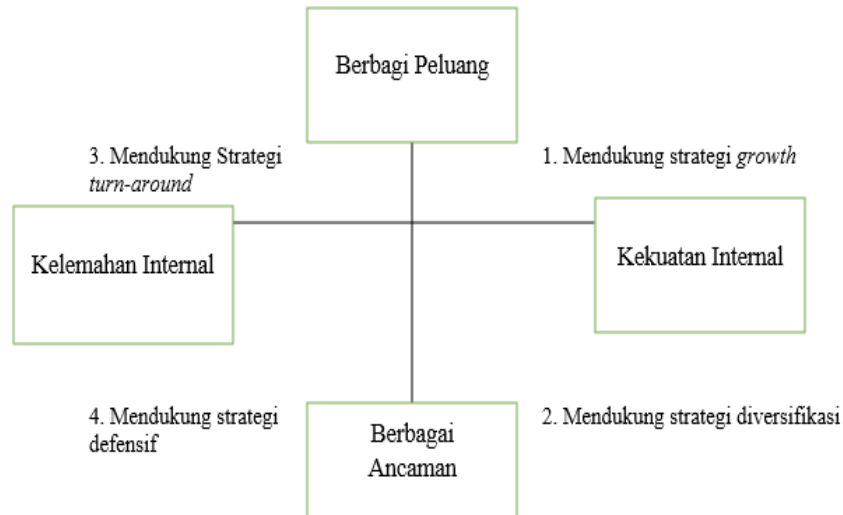 Berbagi Peluang
3. Mendukung Strategi
turn-around
1. Mendukung strategi growth
Kelemahan Internal
Kekuatan Internal
4. Mendukung strategi
defensif
Berbagai
Ancaman
2. Mendukung strategi diversifikasi